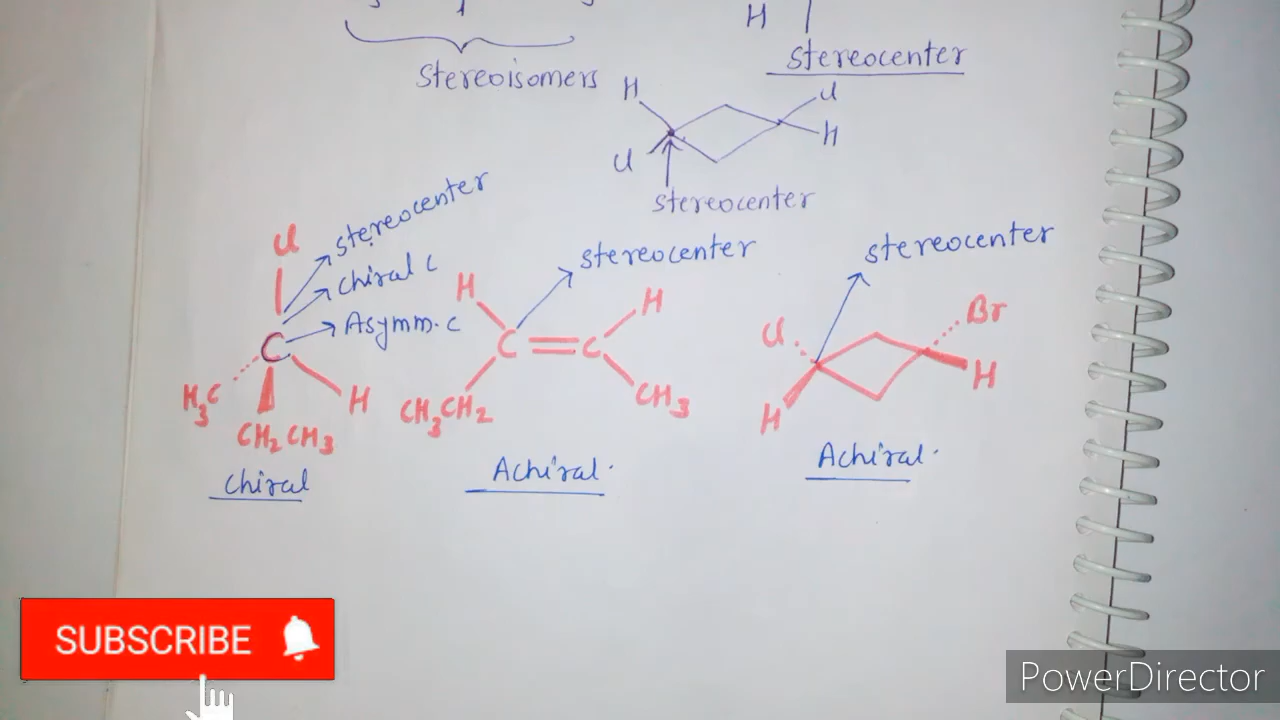 H
stereocenter
stereoisomers
H
Cl
H
Cl
stereocenter
Cl
stereocenter
chiral C
Asymm. C
C
H3C
CH2CH3
H
chiral
stereocenter
H
H
C = C
CH3CH2
CH3
Achiral.
stereocenter
Cl
Br
H
H
Achiral.
SUBSCRIBE
PowerDirector